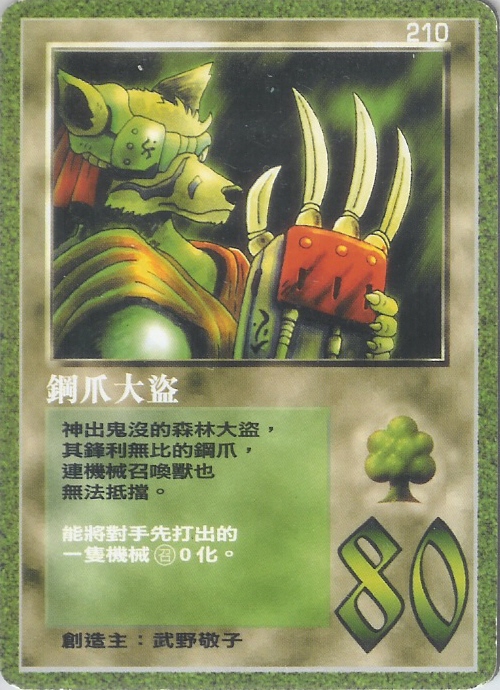 210
鋼爪大盜
神出鬼沒的森林大盜，
其鋒利無比的鋼爪，
連機械召喚獸也
無法抵擋。
能將對手先打出的
一隻機械㊂0化。
80
創造主：武野敬子